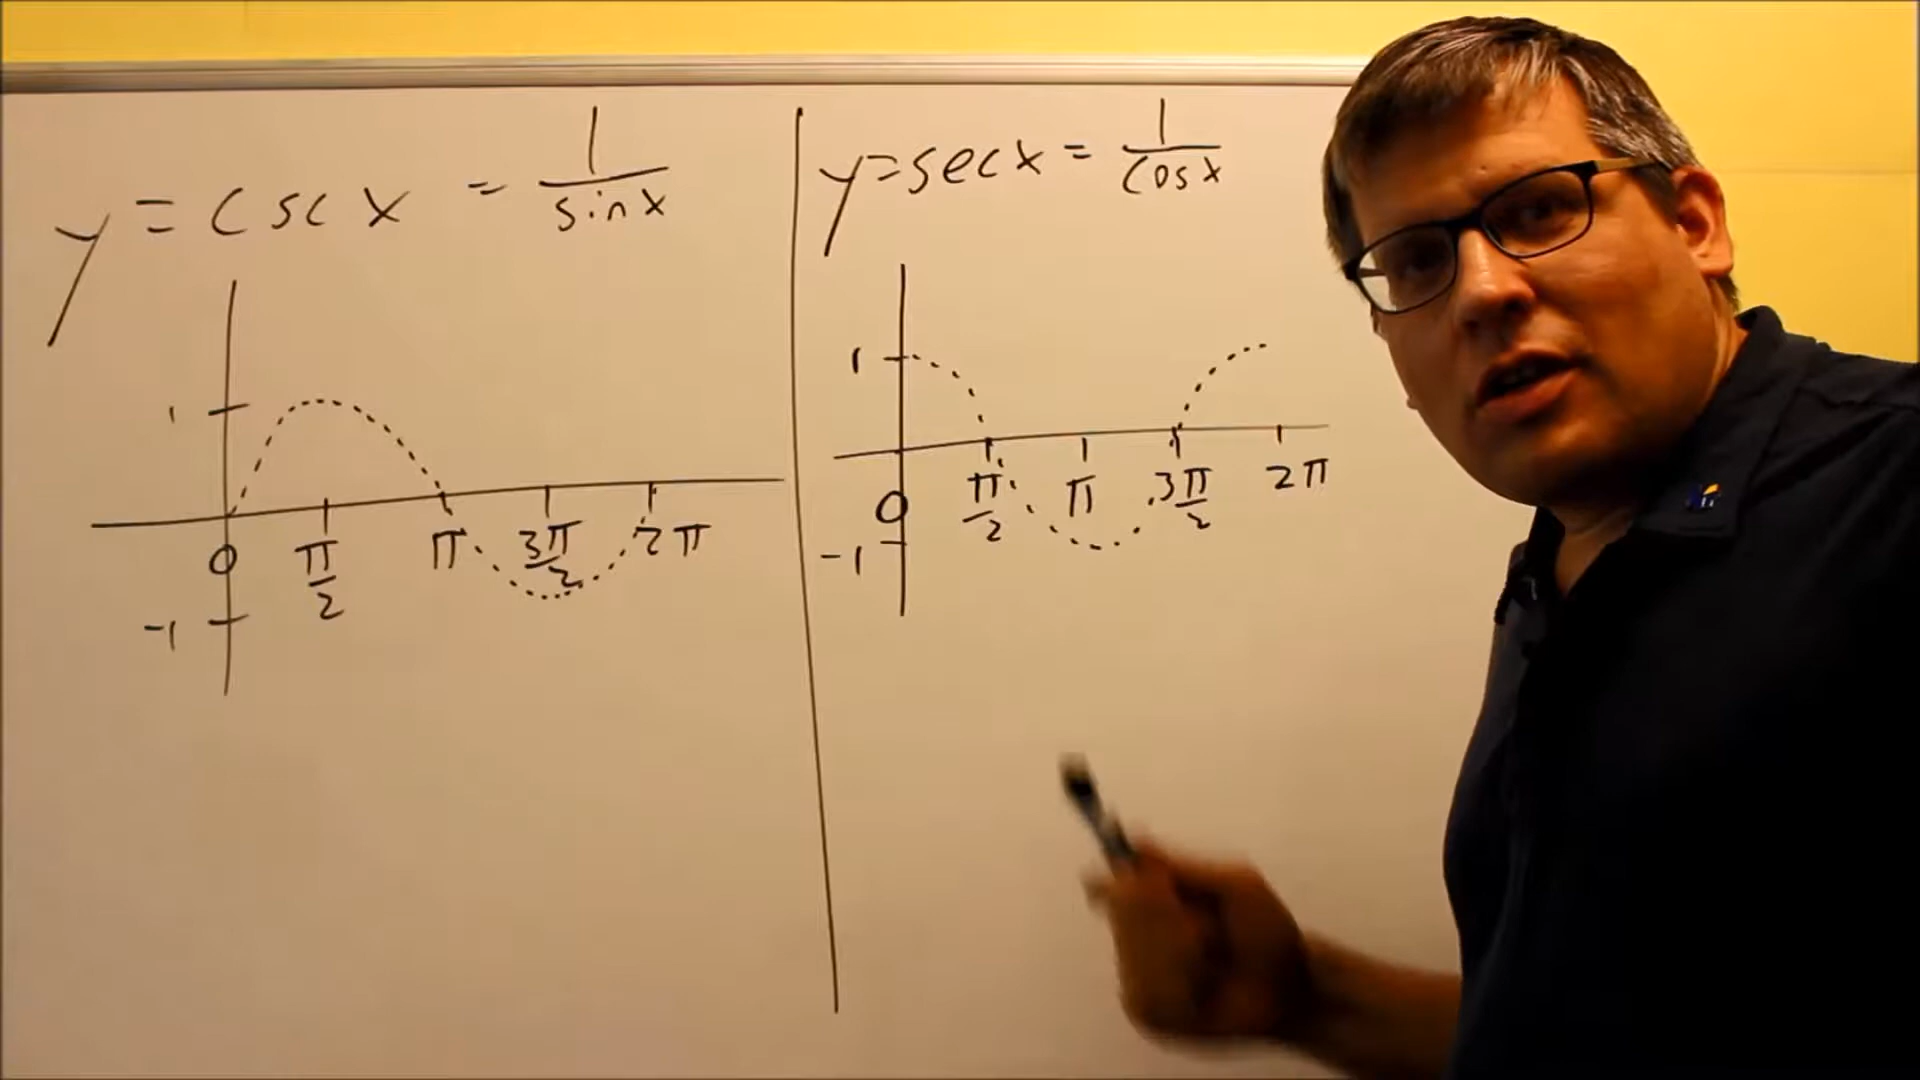 y = csc x = 1/sin x
1
0 π/2 π 3π/2 2π
-1
y = sec x = 1/cos x
1
0 π/2 π 3π/2 2π
-1